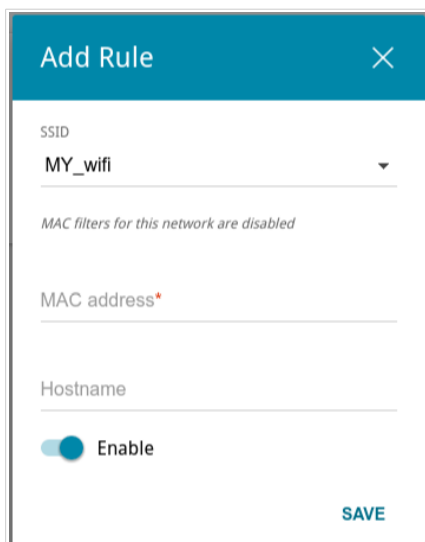 Add Rule
SSID
MY_wifi
MAC filters for this network are disabled
MAC address*
Hostname
Enable
SAVE